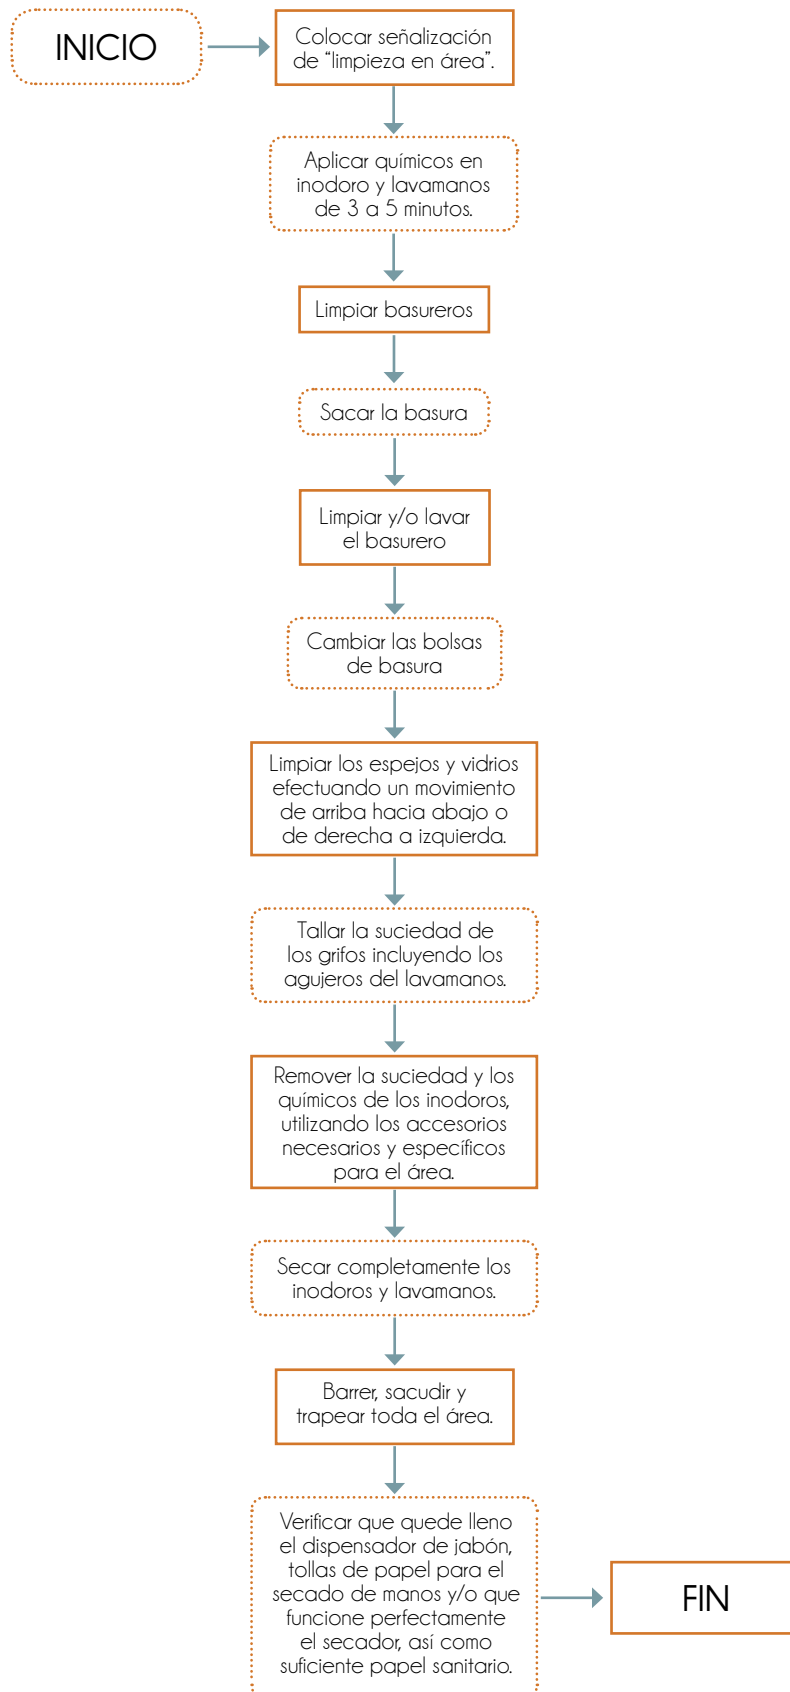 INICIO
Colocar señalización
de “limpieza en área”.
Aplicar químicos en
inodoro y lavamanos
de 3 a 5 minutos.
Limpiar basureros
Sacar la basura
Limpiar y/o lavar
el basurero
Cambiar las bolsas
de basura
Limpiar los espejos y vidrios
efectuando un movimiento
de arriba hacia abajo o
de derecha a izquierda.
Tallar la suciedad de
los grifos incluyendo los
agujeros del lavamanos.
Remover la suciedad y los
químicos de los inodoros,
utilizando los accesorios
necesarios y específicos
para el área.
Secar completamente los
inodoros y lavamanos.
Barrer, sacudir y
trapear toda el área.
Verificar que quede lleno
el dispensador de jabón,
tollas de papel para el
secado de manos y/o que
funcione perfectamente
el secador, así como
suficiente papel sanitario.
FIN